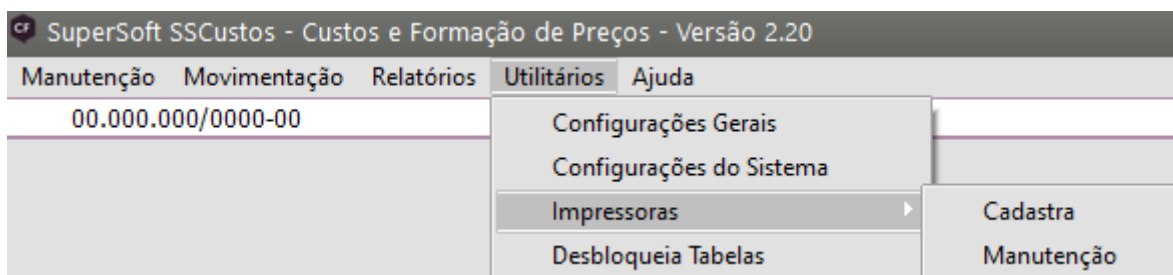 SuperSoft SSCustos - Custos e Formação de Preços - Versão 2.20
Manutenção Movimentação Relatórios Utilitários Ajuda
00.000.000/0000-00
Configurações Gerais
Configurações do Sistema
Impressoras
Cadastra
Desbloqueia Tabelas
Manutenção